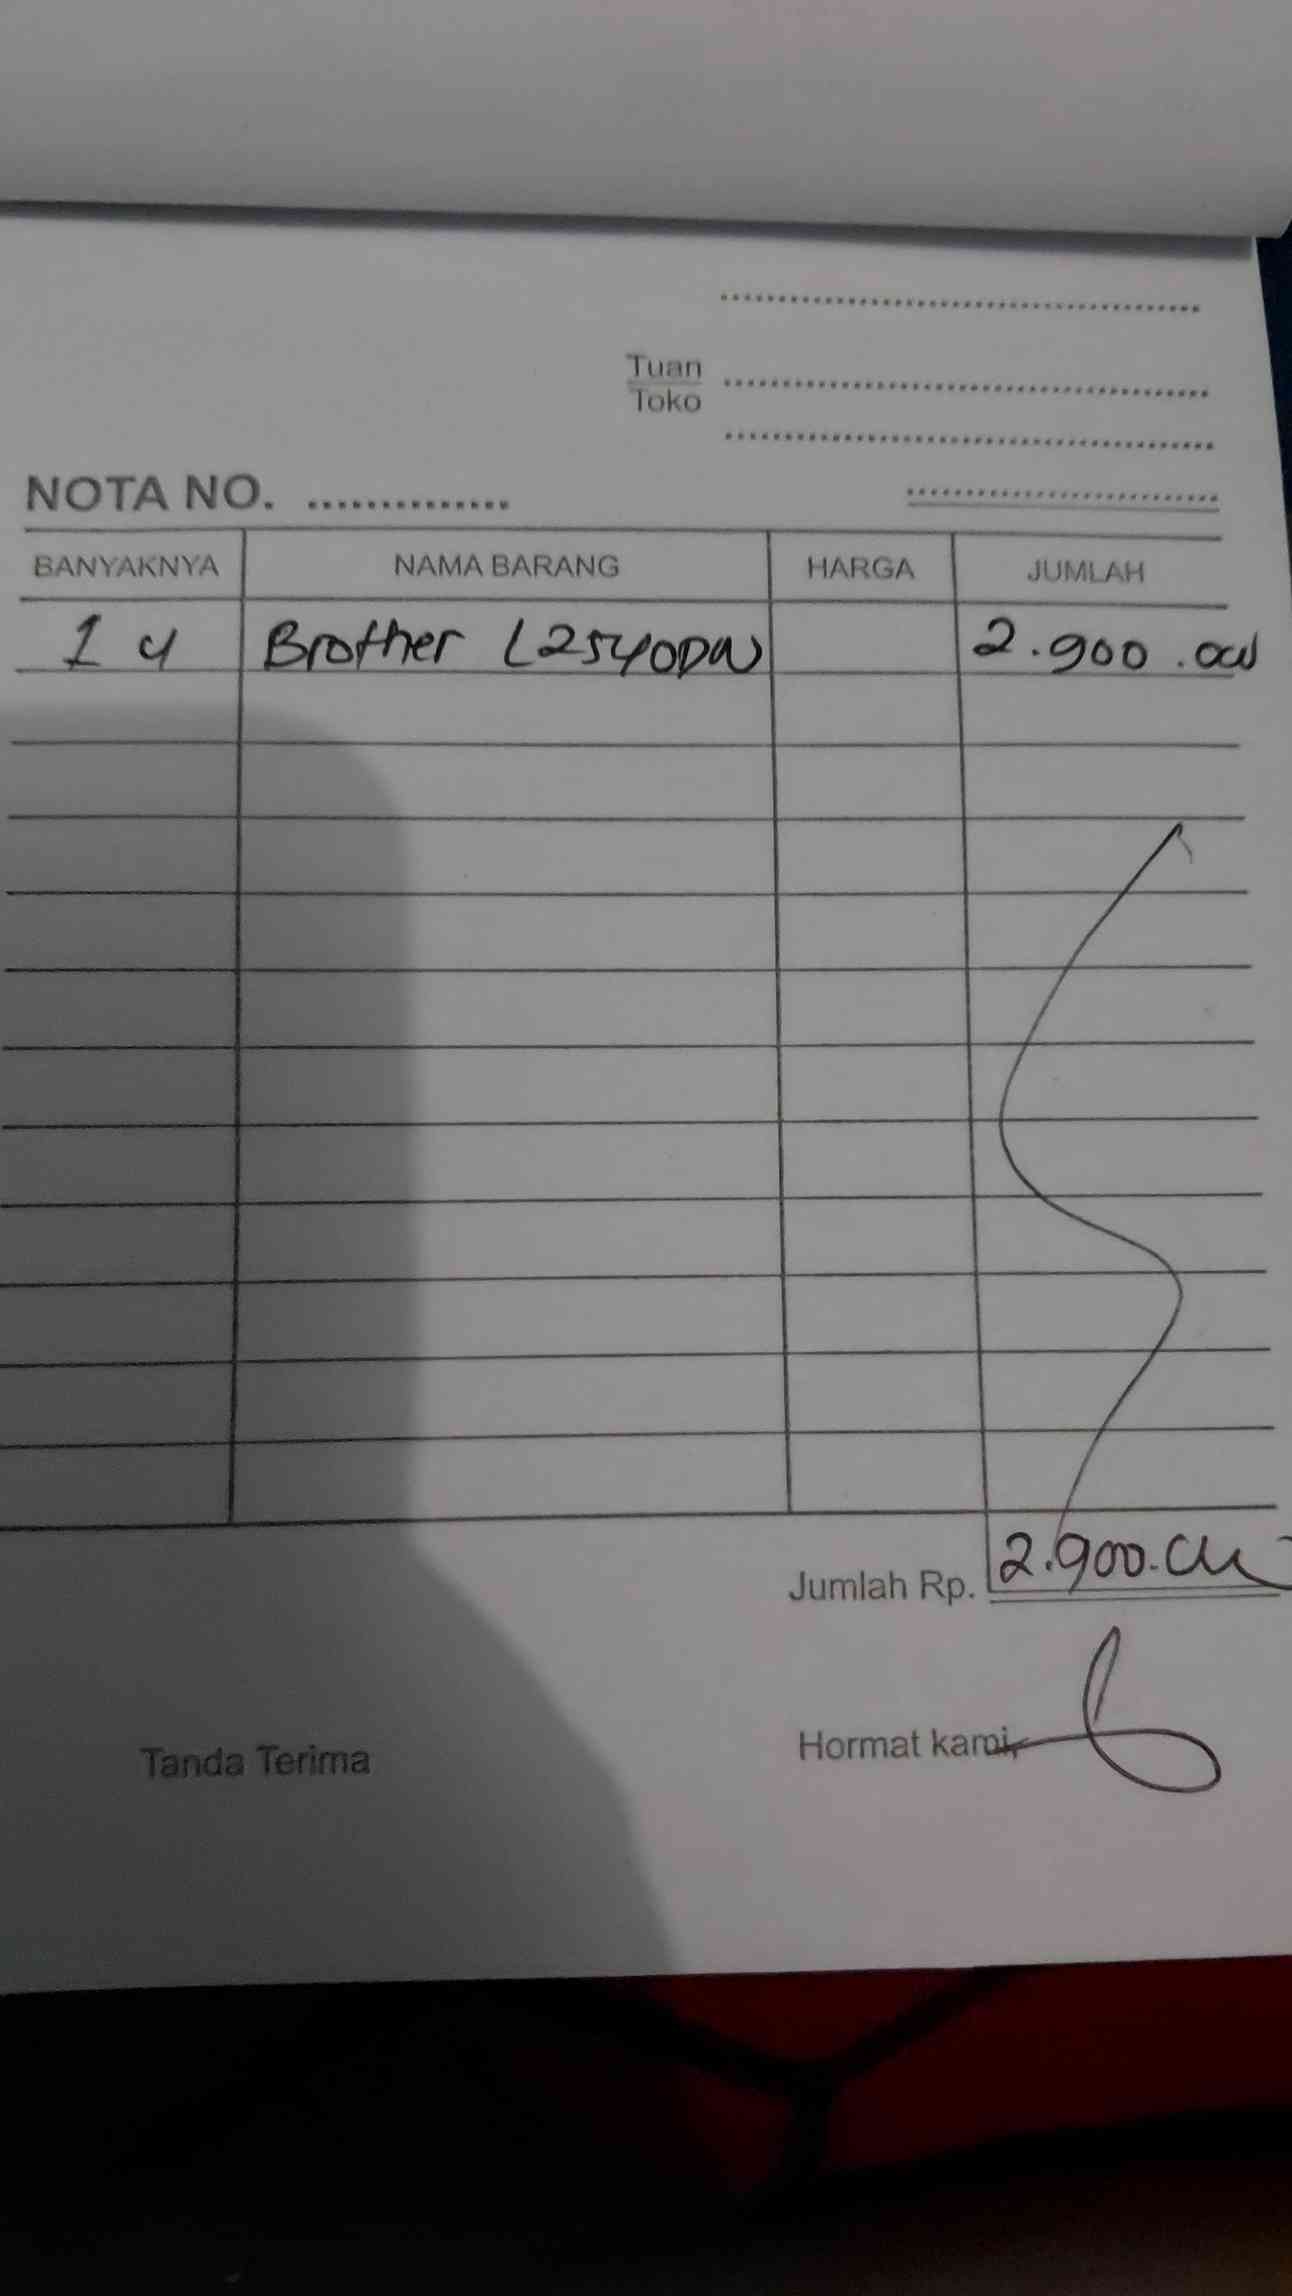 Tuan
Toko
NOTA NO.
BANYAKNYA NAMA BARANG HARGA JUMLAH
1 Brother L2540DW 2.900.000
Jumlah Rp. 2.900.
Tanda Terima Hormat kami,